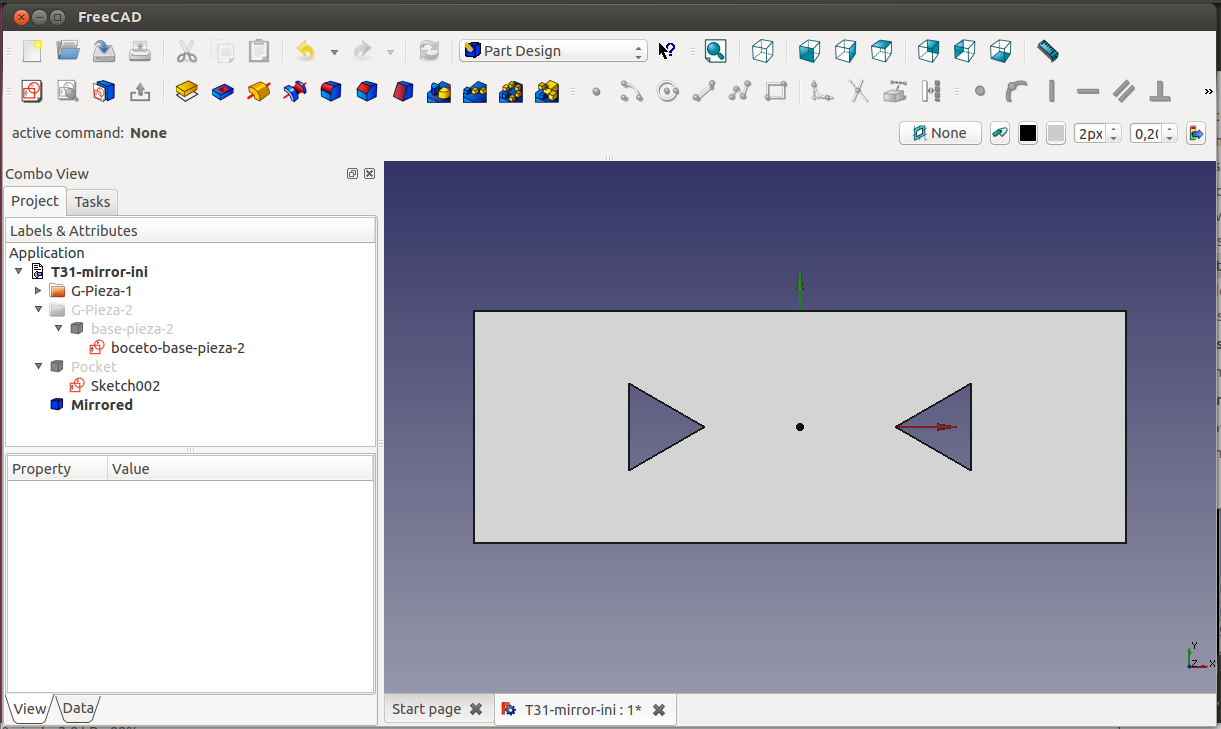 FreeCAD
Part Design
active command: None
None
2px
0,2
Combo View
Project
Tasks
Labels & Attributes
Application
T31-mirror-ini
G-Pieza-1
G-Pieza-2
base-pieza-2
boceto-base-pieza-2
Pocket
Sketch002
Mirrored
Property
Value
Y
Z
X
View
Data
Start page
T31-mirror-ini : 1*